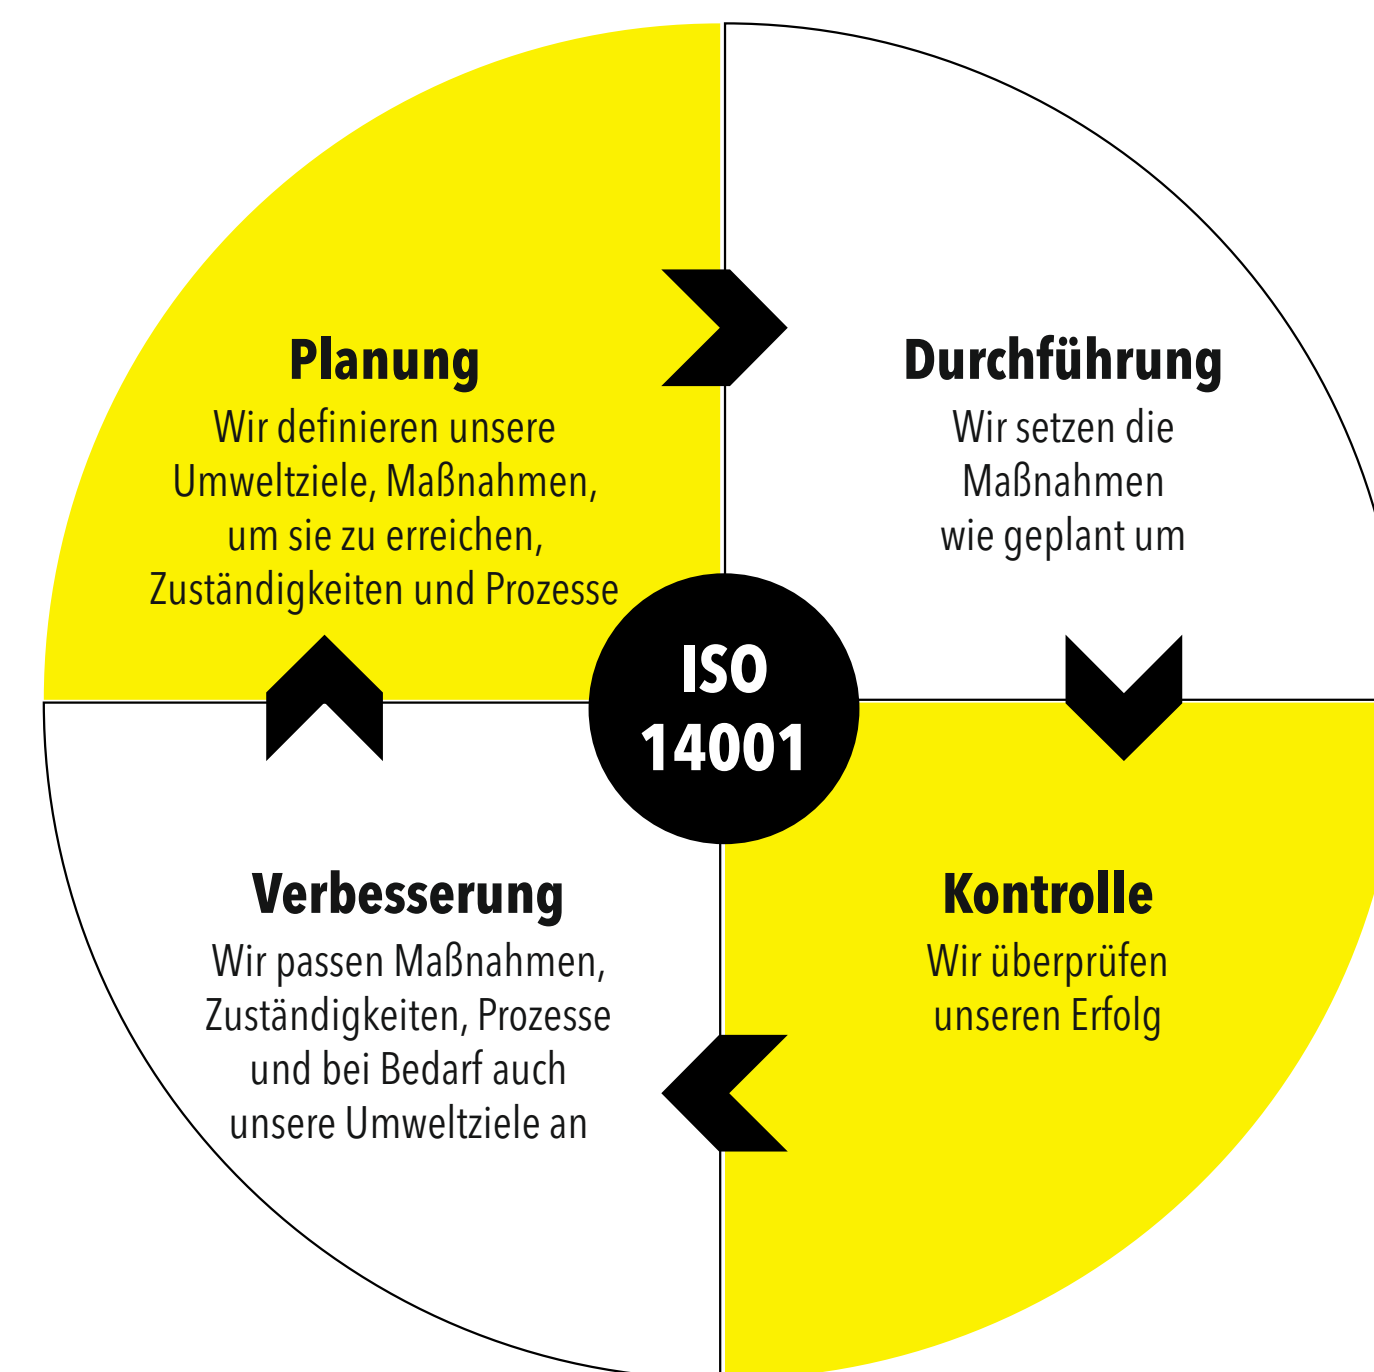 Planung
Wir definieren unsere
Umweltziele, Maßnahmen,
um sie zu erreichen,
Zuständigkeiten und Prozesse
Durchführung
Wir setzen die
Maßnahmen
wie geplant um
ISO
14001
Kontrolle
Wir überprüfen
unseren Erfolg
Verbesserung
Wir passen Maßnahmen,
Zuständigkeiten, Prozesse
und bei Bedarf auch
unsere Umweltziele an